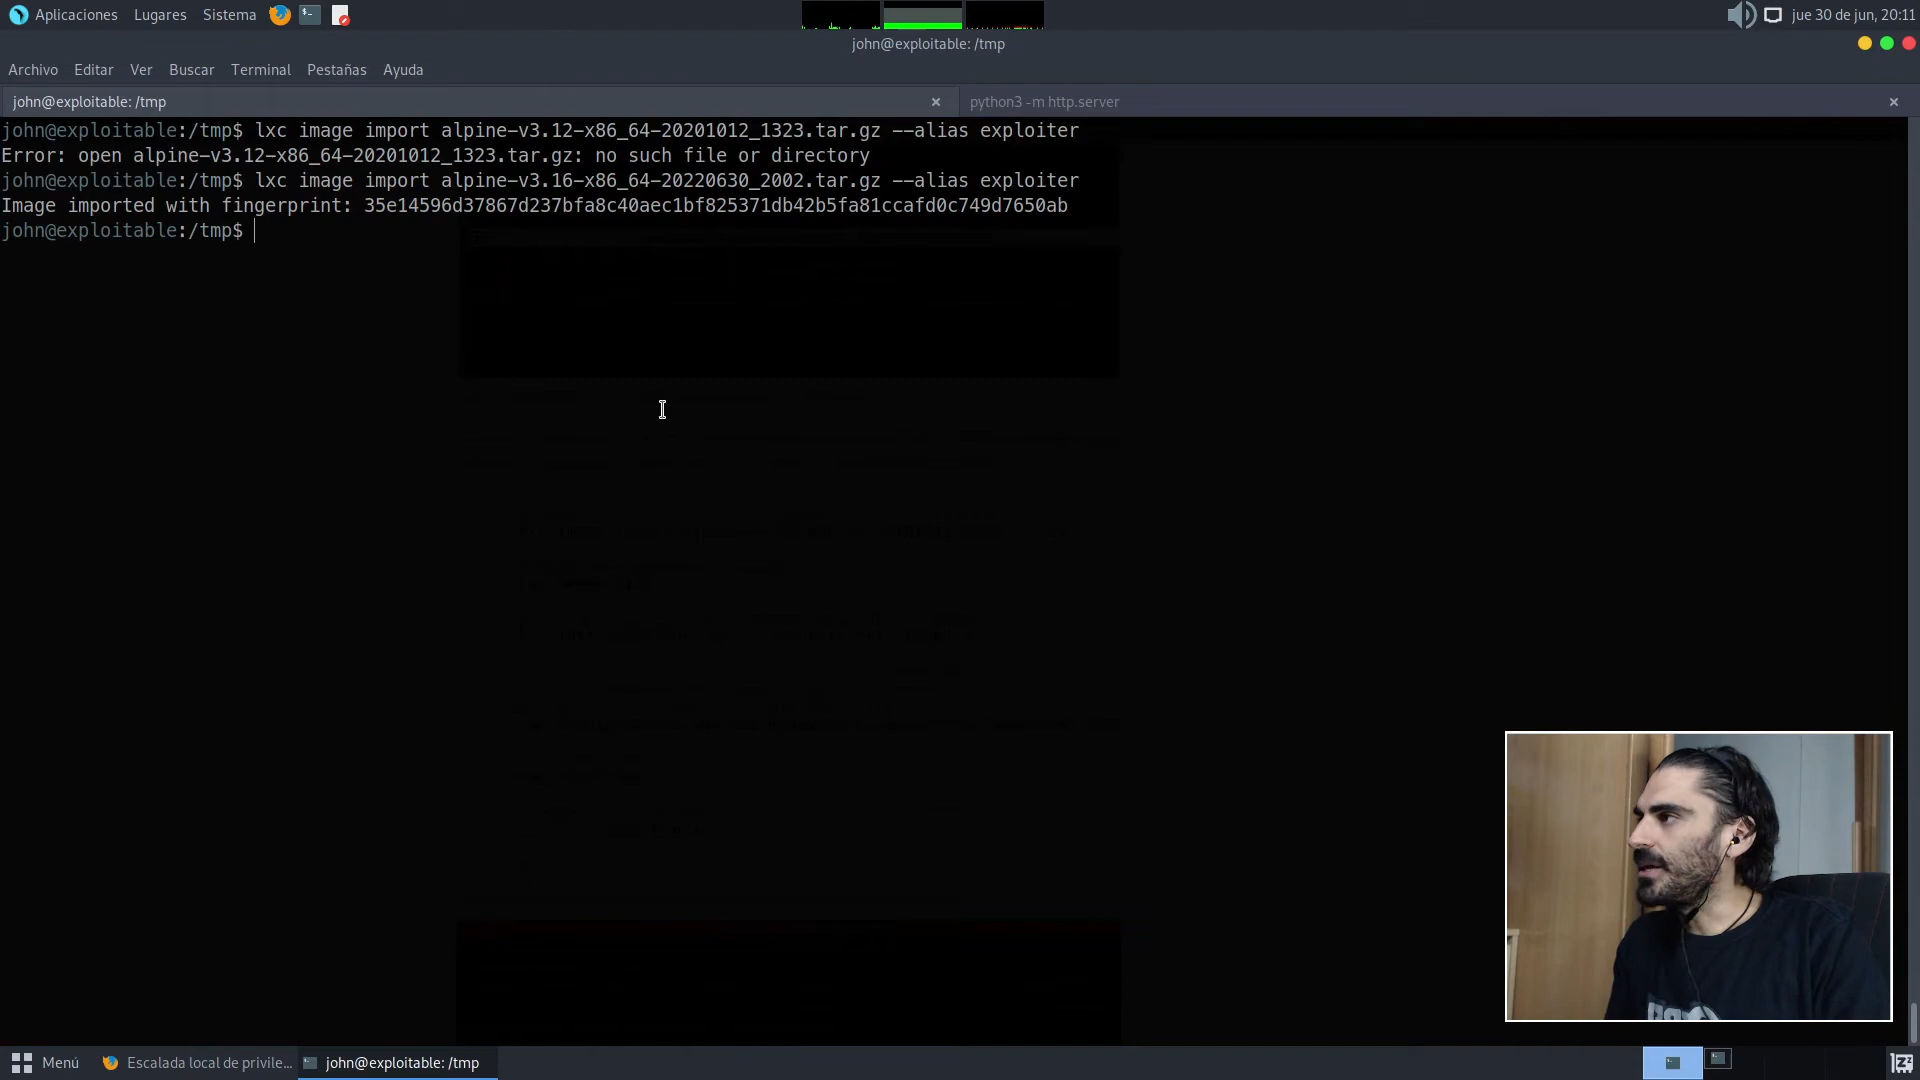 Aplicaciones Lugares Sistema
jue 30 de jun, 20:11
john@exploitable: /tmp
Archivo Editar Ver Buscar Terminal Pestañas Ayuda
john@exploitable: /tmp
python3 -m http.server
john@exploitable:/tmp$ lxc image import alpine-v3.12-x86_64-20201012_1323.tar.gz --alias exploiter
Error: open alpine-v3.12-x86_64-20201012_1323.tar.gz: no such file or directory
john@exploitable:/tmp$ lxc image import alpine-v3.16-x86_64-20220630_2002.tar.gz --alias exploiter
Image imported with fingerprint: 35e14596d37867d237bfa8c40aec1bf825371db42b5fa81ccafd0c749d7650ab
john@exploitable:/tmp$
Menú Escalada local de privile... john@exploitable: /tmp